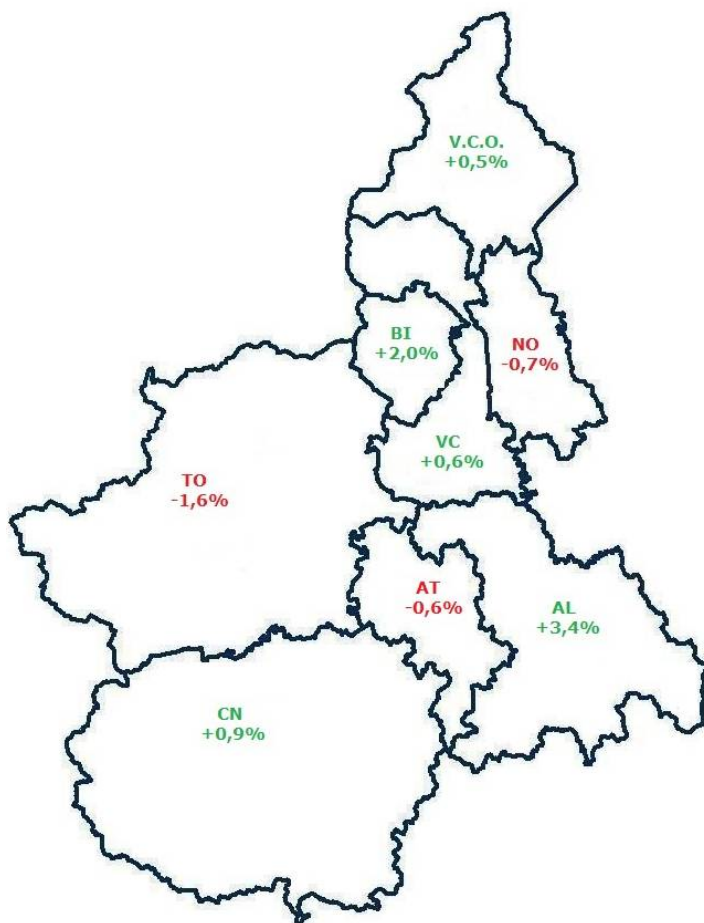 V.C.O.
+0,5%
BI
+2,0%
NO
-0,7%
VC
+0,6%
TO
-1,6%
AT
-0,6%
AL
+3,4%
CN
+0,9%